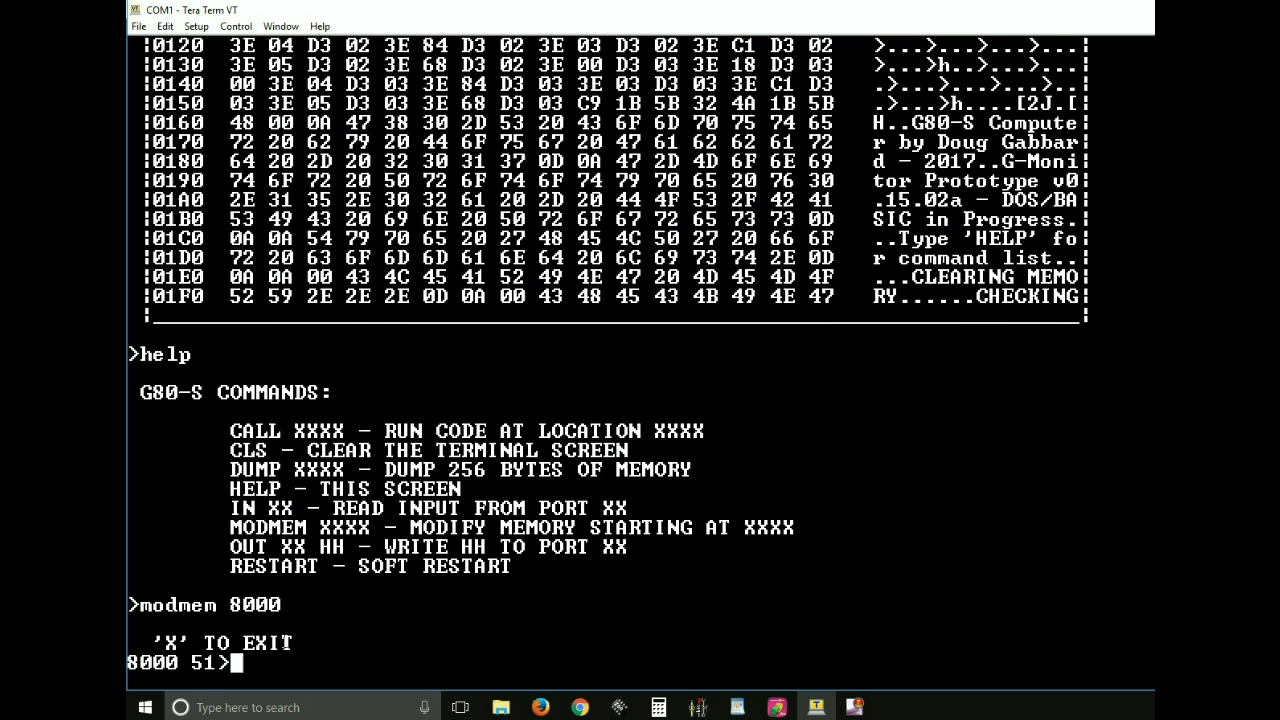 COM1 - Tera Term VT
File Edit Setup Control Window Help
¦0120 3E 04 D3 02 3E 84 D3 02 3E 03 D3 02 3E C1 D3 02 >...>...>...>...¦
¦0130 3E 05 D3 02 3E 68 D3 02 3E 00 D3 03 3E 18 D3 03 >...>h..>...>...¦
¦0140 00 3E 04 D3 03 3E 84 D3 03 3E 03 D3 03 3E C1 D3 .>...>...>...>..¦
¦0150 03 3E 05 D3 03 3E 68 D3 03 C9 1B 5B 32 4A 1B 5B .>...>h....[2J.[¦
¦0160 48 00 0A 47 38 30 2D 53 20 43 6F 6D 70 75 74 65 H..G80-S Compute¦
¦0170 72 20 62 79 20 44 6F 75 67 20 47 61 62 62 61 72 r by Doug Gabbar¦
¦0180 64 20 2D 20 32 30 31 37 0D 0A 47 2D 4D 6F 6E 69 d - 2017..G-Moni¦
¦0190 74 6F 72 20 50 72 6F 74 6F 74 79 70 65 20 76 30 tor Prototype v0¦
¦01A0 2E 31 35 2E 30 32 61 20 2D 20 44 4F 53 2F 42 41 .15.02a - DOS/BA¦
¦01B0 53 49 43 20 69 6E 20 50 72 6F 67 72 65 73 73 0D SIC in Progress.¦
¦01C0 0A 0A 54 79 70 65 20 27 48 45 4C 50 27 20 66 6F ..Type 'HELP' fo¦
¦01D0 72 20 63 6F 6D 6D 61 6E 64 20 6C 69 73 74 2E 0D r command list..¦
¦01E0 0A 0A 00 43 4C 45 41 52 49 4E 47 20 4D 45 4D 4F ...CLEARING MEMO¦
¦01F0 52 59 2E 2E 2E 0D 0A 00 43 48 45 43 4B 49 4E 47 RY......CHECKING¦
>help
G80-S COMMANDS:
CALL XXXX - RUN CODE AT LOCATION XXXX
CLS - CLEAR THE TERMINAL SCREEN
DUMP XXXX - DUMP 256 BYTES OF MEMORY
HELP - THIS SCREEN
IN XX - READ INPUT FROM PORT XX
MODMEM XXXX - MODIFY MEMORY STARTING AT XXXX
OUT XX HH - WRITE HH TO PORT XX
RESTART - SOFT RESTART
>modmem 8000
'X' TO EXIT
8000 51>
Type here to search